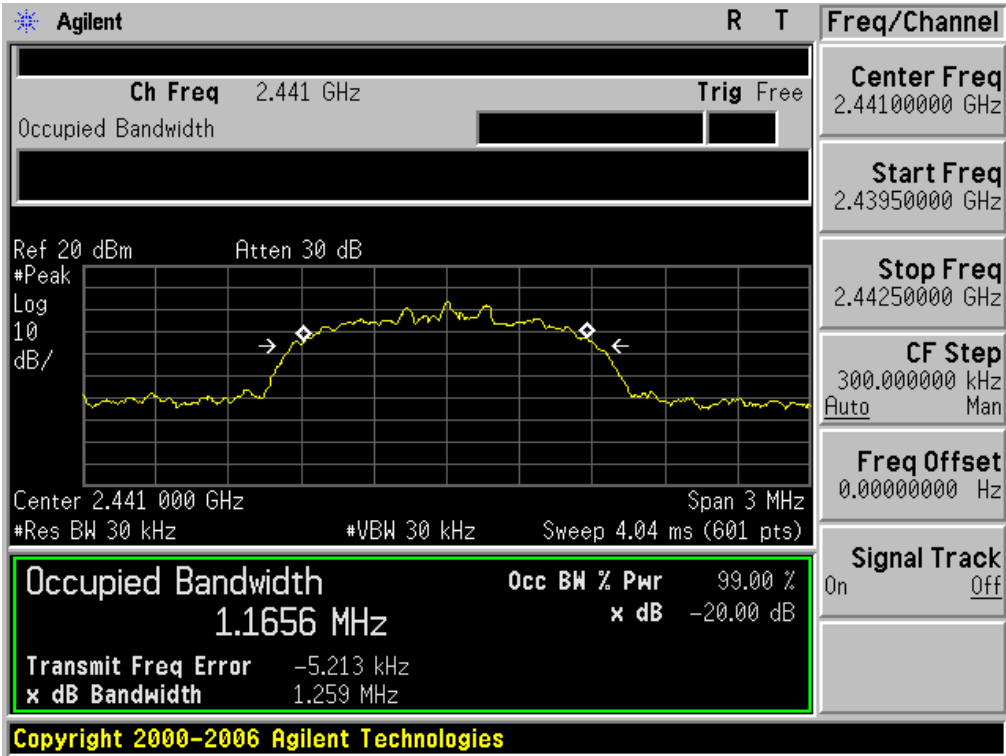 Agilent R T
Ch Freq 2.441 GHz Trig Free
Occupied Bandwidth
Ref 20 dBm Atten 30 dB
#Peak
Log
10
dB/
Center 2.441 000 GHz Span 3 MHz
#Res BW 30 kHz #VBW 30 kHz Sweep 4.04 ms (601 pts)
Occupied Bandwidth
1.1656 MHz
Occ BW % Pwr 99.00 %
x dB -20.00 dB
Transmit Freq Error -5.213 kHz
x dB Bandwidth 1.259 MHz
Copyright 2000-2006 Agilent Technologies
Freq/Channel
Center Freq
2.44100000 GHz
Start Freq
2.43950000 GHz
Stop Freq
2.44250000 GHz
CF Step
300.000000 kHz
Auto Man
Freq Offset
0.00000000 Hz
Signal Track
On Off